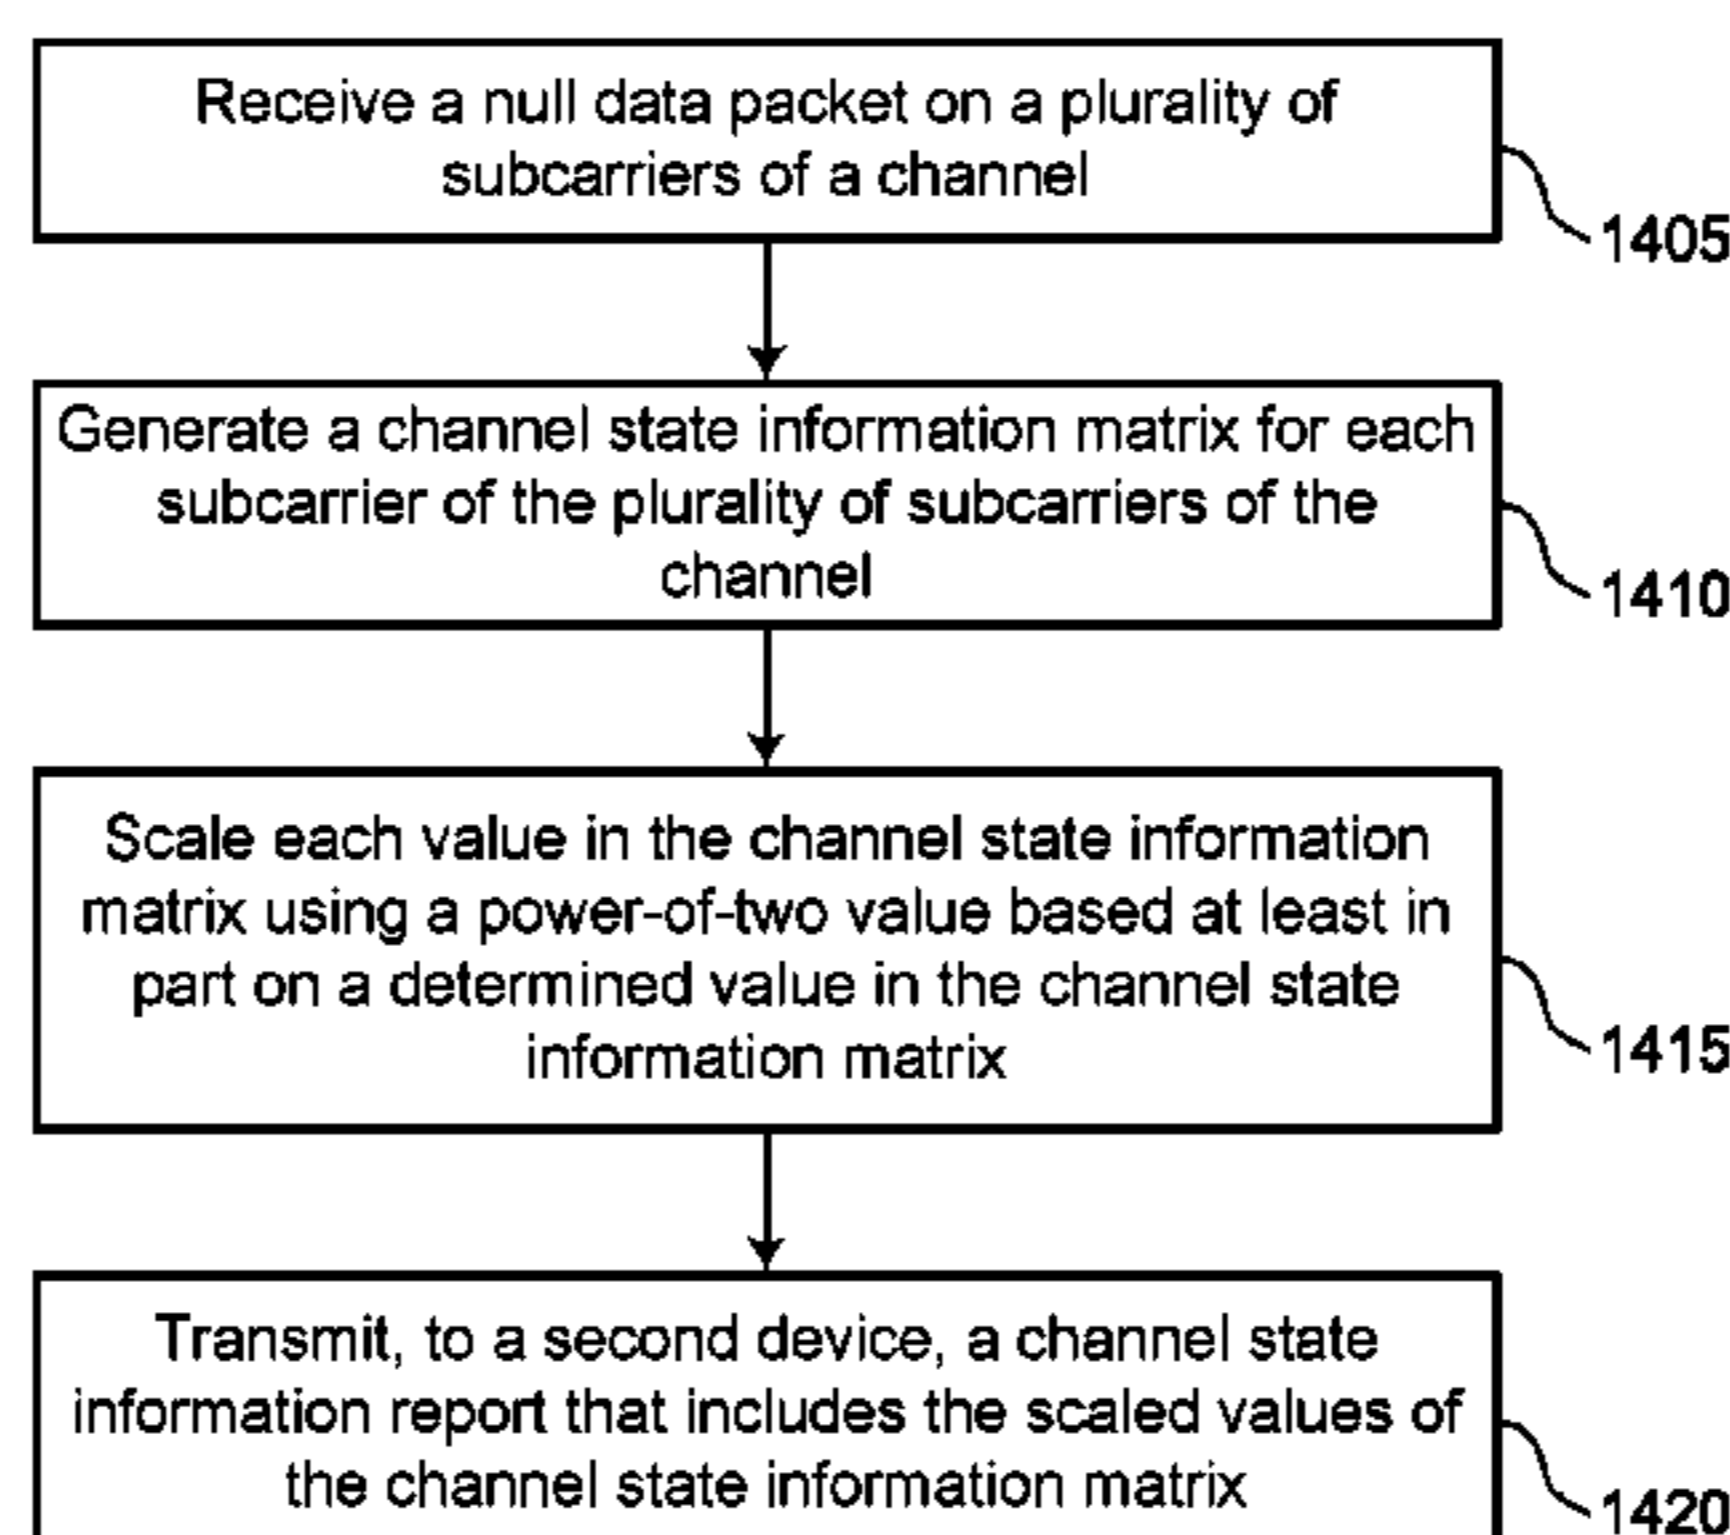 Receive a null data packet on a plurality of
subcarriers of a channel
1405
Generate a channel state information matrix for each
subcarrier of the plurality of subcarriers of the
channel
1410
Scale each value in the channel state information
matrix using a power-of-two value based at least in
part on a determined value in the channel state
information matrix
1415
Transmit, to a second device, a channel state
information report that includes the scaled values of
the channel state information matrix
1420